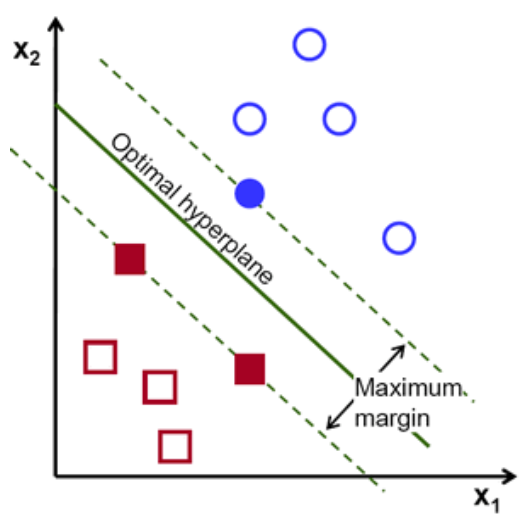 x₂
Optimal hyperplane
Maximum
margin
x₁